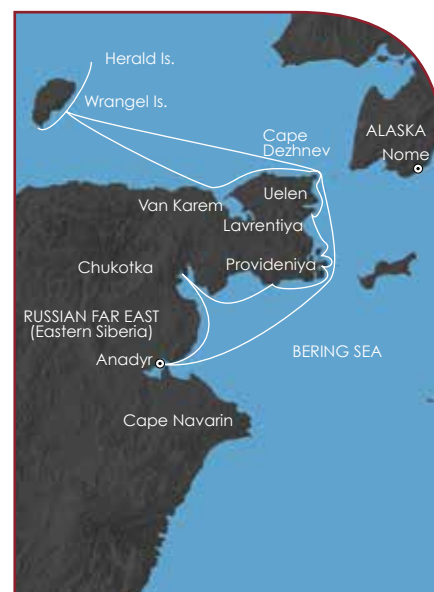 Herald Is.
Wrangel Is.
Cape
Dezhnev
ALASKA
Nome
Uelen
Van Karem
Lavrentiya
Chukotka
Provideniya
RUSSIAN FAR EAST
(Eastern Siberia)
BERING SEA
Anadyr
Cape Navarin